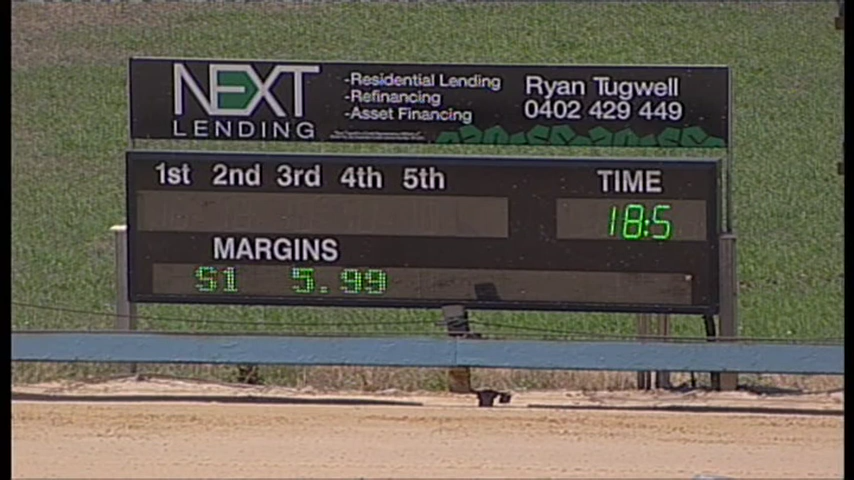 NEXT
LENDING
-Residential Lending
-Refinancing
-Asset Financing
Ryan Tugwell
0402 429 449
1st 2nd 3rd 4th 5th
TIME
18:5
MARGINS
S1 5.99